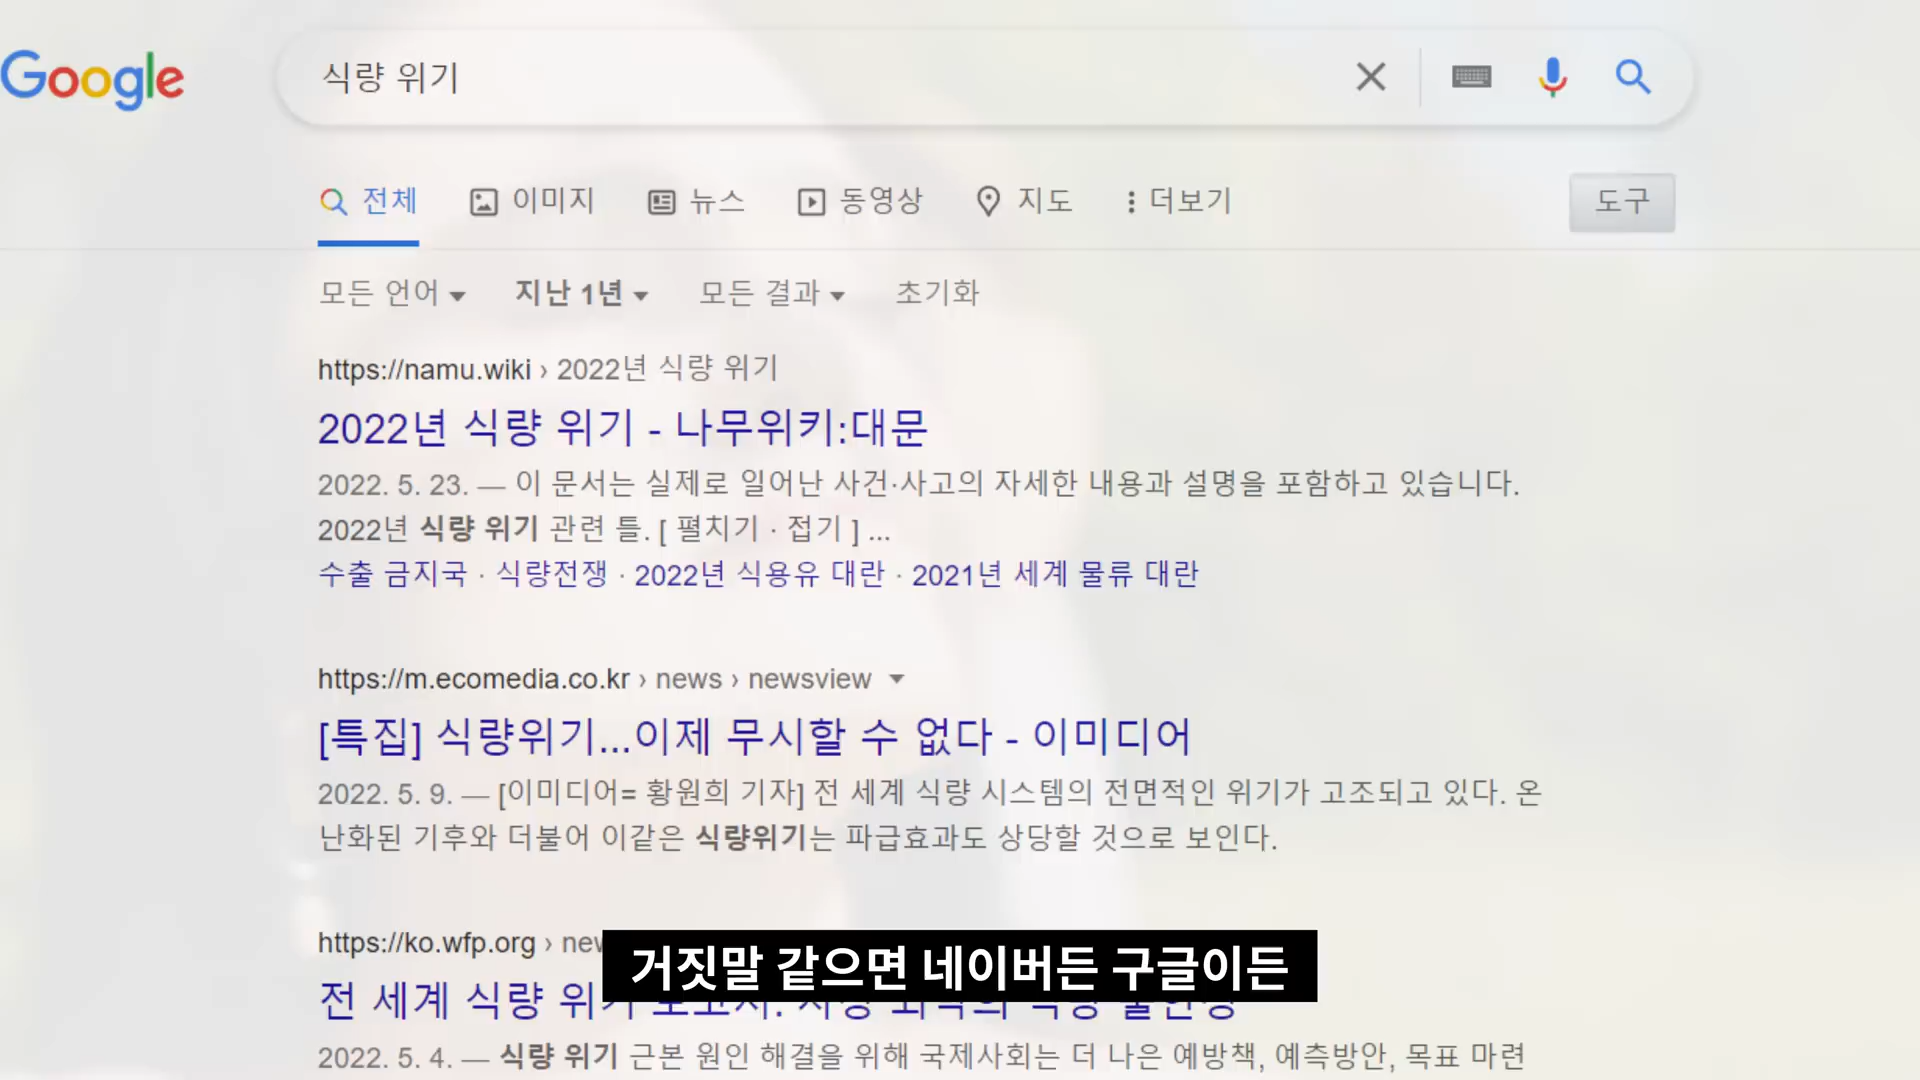 Google
식량 위기
전체 이미지 뉴스 동영상 지도 더보기 도구
모든 언어 지난 1년 모든 결과 초기화
https://namu.wiki › 2022년 식량 위기
2022년 식량 위기 - 나무위키:대문
2022. 5. 23. — 이 문서는 실제로 일어난 사건·사고의 자세한 내용과 설명을 포함하고 있습니다.
2022년 식량 위기 관련 틀. [ 펼치기 · 접기 ] ...
수출 금지국 · 식량전쟁 · 2022년 식용유 대란 · 2021년 세계 물류 대란
https://m.ecomedia.co.kr › news › newsview
[특집] 식량위기...이제 무시할 수 없다 - 이미디어
2022. 5. 9. — [이미디어= 황원희 기자] 전 세계 식량 시스템의 전면적인 위기가 고조되고 있다. 온
난화된 기후와 더불어 이같은 식량위기는 파급효과도 상당할 것으로 보인다.
https://ko.wfp.org ›
거짓말 같으면 네이버든 구글이든
전 세계 식량 위기
2022. 5. 4. — 식량 위기 근본 원인 해결을 위해 국제사회는 더 나은 예방책, 예측방안, 목표 마련